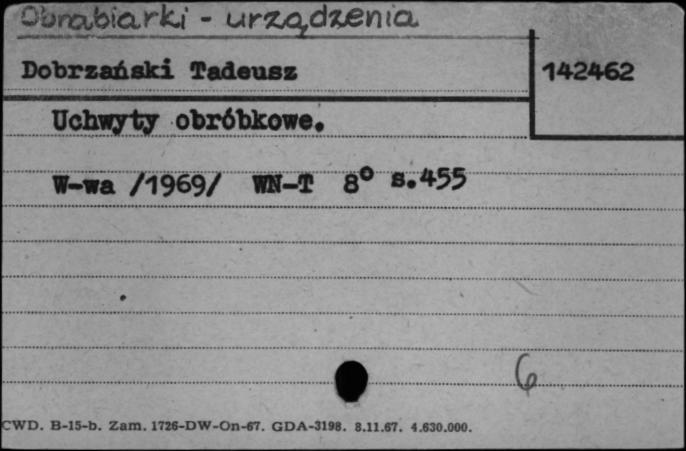 Obrabiarki - urządzenia
Dobrzański Tadeusz
142462
Uchwyty obróbkowe.
W-wa /1969/ WN-T 8° s.455
6
CWD. B-15-b. Zam. 1726-DW-On-67. GDA-3198. 8.11.67. 4.630.000.